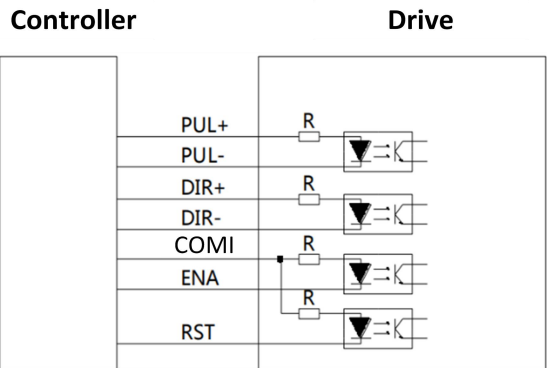 Controller Drive
PUL+ R
PUL-
DIR+ R
DIR-
COMI R
ENA
R
RST